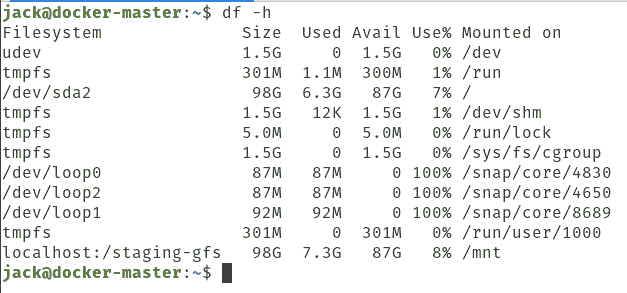 jack@docker-master:~$ df -h
Filesystem Size Used Avail Use% Mounted on
udev 1.5G 0 1.5G 0% /dev
tmpfs 301M 1.1M 300M 1% /run
/dev/sda2 98G 6.3G 87G 7% /
tmpfs 1.5G 12K 1.5G 1% /dev/shm
tmpfs 5.0M 0 5.0M 0% /run/lock
tmpfs 1.5G 0 1.5G 0% /sys/fs/cgroup
/dev/loop0 87M 87M 0 100% /snap/core/4830
/dev/loop2 87M 87M 0 100% /snap/core/4650
/dev/loop1 92M 92M 0 100% /snap/core/8689
tmpfs 301M 0 301M 0% /run/user/1000
localhost:/staging-gfs 98G 7.3G 87G 8% /mnt
jack@docker-master:~$